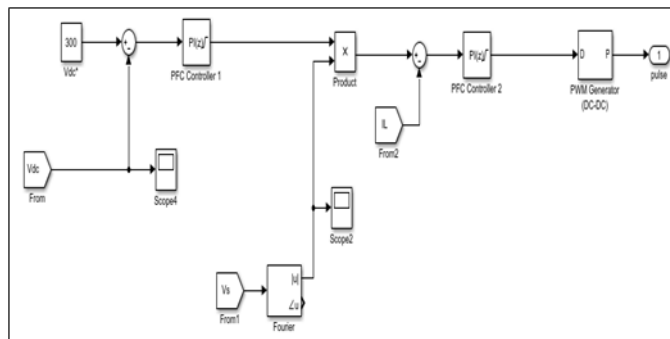 300
Vdc*
+
-
PI(z)
PFC Controller 1
X
Product
+
-
PI(z)
PFC Controller 2
D
P
PWM Generator
(DC-DC)
1
pulse
IL
From2
Vdc
From
Scope4
Scope2
Vs
From1
|u|
∠u
Fourier